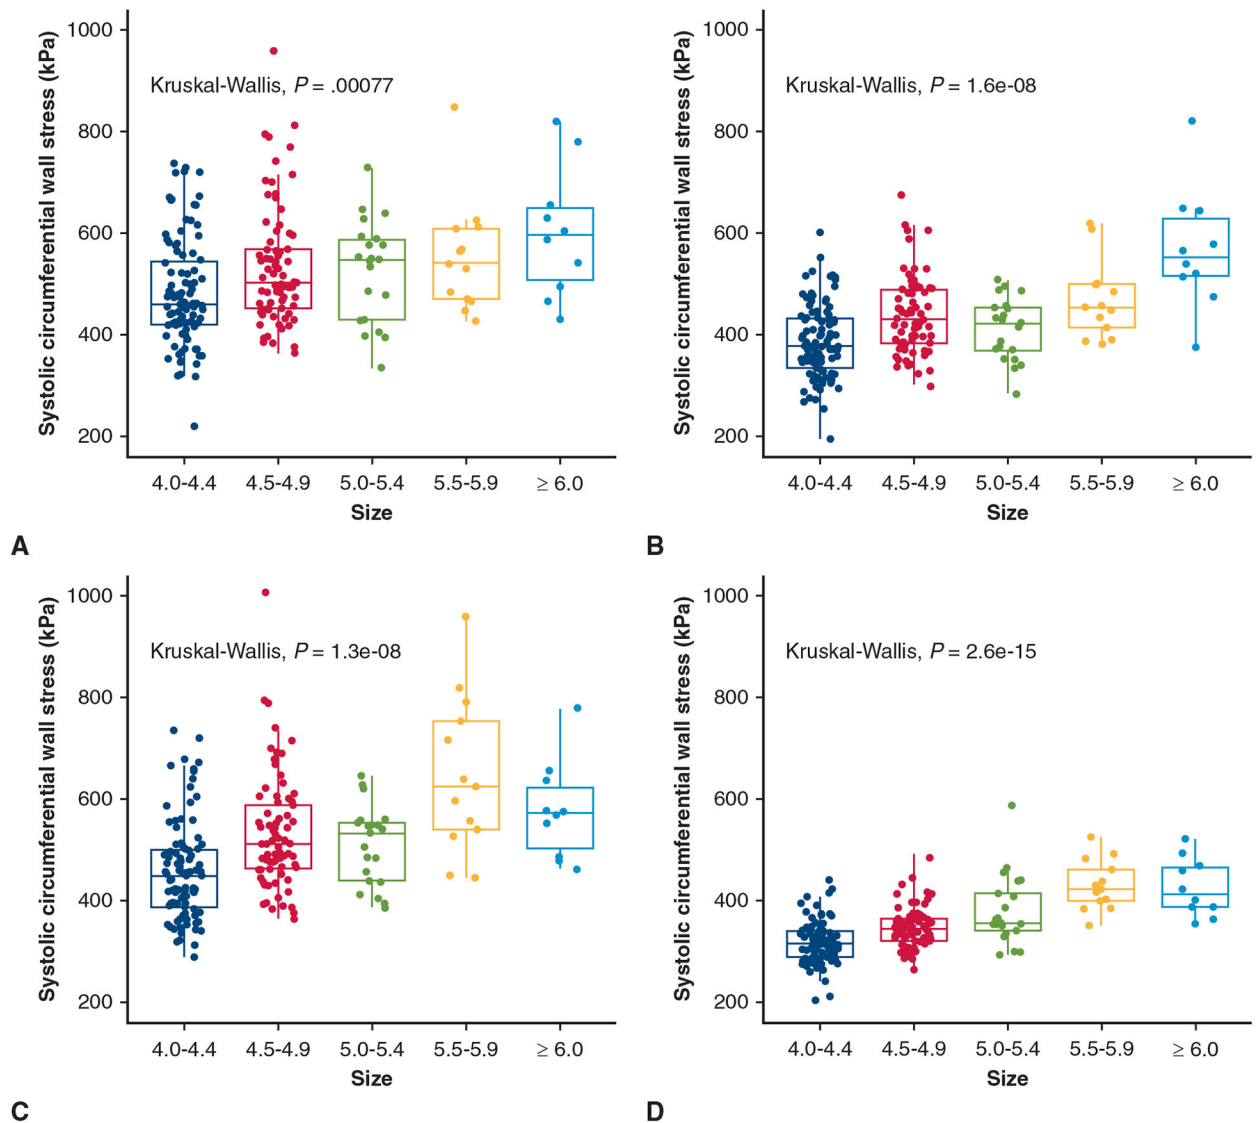 Systolic circumferential wall stress (kPa)
1000
800
600
400
200
Kruskal-Wallis, P = .00077
4.0-4.4 4.5-4.9 5.0-5.4 5.5-5.9 ≥ 6.0
Size
A
Systolic circumferential wall stress (kPa)
1000
800
600
400
200
Kruskal-Wallis, P = 1.6e-08
4.0-4.4 4.5-4.9 5.0-5.4 5.5-5.9 ≥ 6.0
Size
B
Systolic circumferential wall stress (kPa)
1000
800
600
400
200
Kruskal-Wallis, P = 1.3e-08
4.0-4.4 4.5-4.9 5.0-5.4 5.5-5.9 ≥ 6.0
Size
C
Systolic circumferential wall stress (kPa)
1000
800
600
400
200
Kruskal-Wallis, P = 2.6e-15
4.0-4.4 4.5-4.9 5.0-5.4 5.5-5.9 ≥ 6.0
Size
D